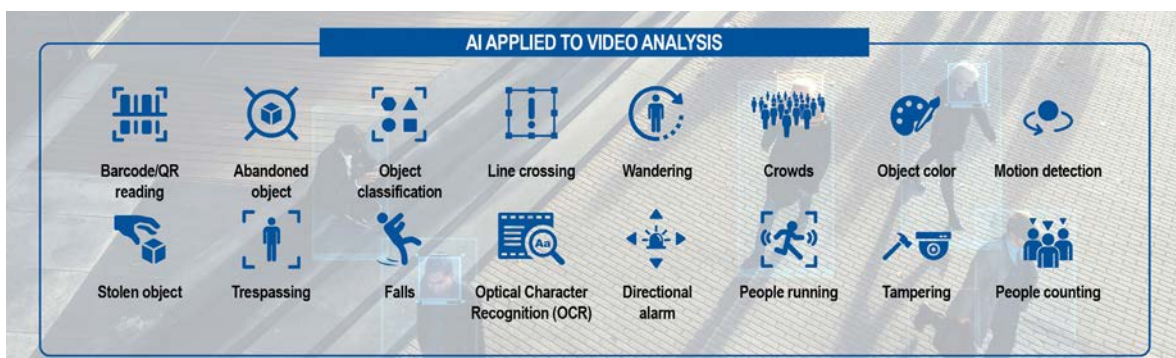 AI APPLIED TO VIDEO ANALYSIS
Barcode/QR
reading
Abandoned
object
Object
classification
Line crossing
Wandering
Crowds
Object color
Motion detection
Stolen object
Trespassing
Falls
Aa
Optical Character
Recognition (OCR)
Directional
alarm
People running
Tampering
People counting